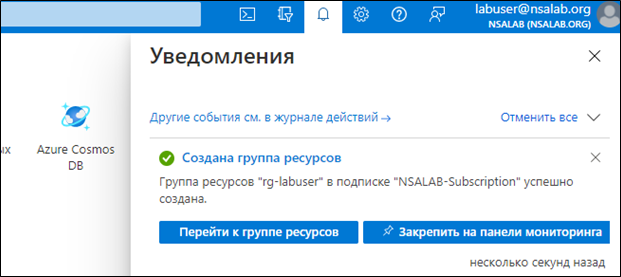 labuser@nsalab.org
NSALAB (NSALAB.ORG)
Уведомления
Другие события см. в журнале действий →
Отменить все
ых
Azure Cosmos
DB
Создана группа ресурсов
Группа ресурсов "rg-labuser" в подписке "NSALAB-Subscription" успешно
создана.
Перейти к группе ресурсов
Закрепить на панели мониторинга
несколько секунд назад